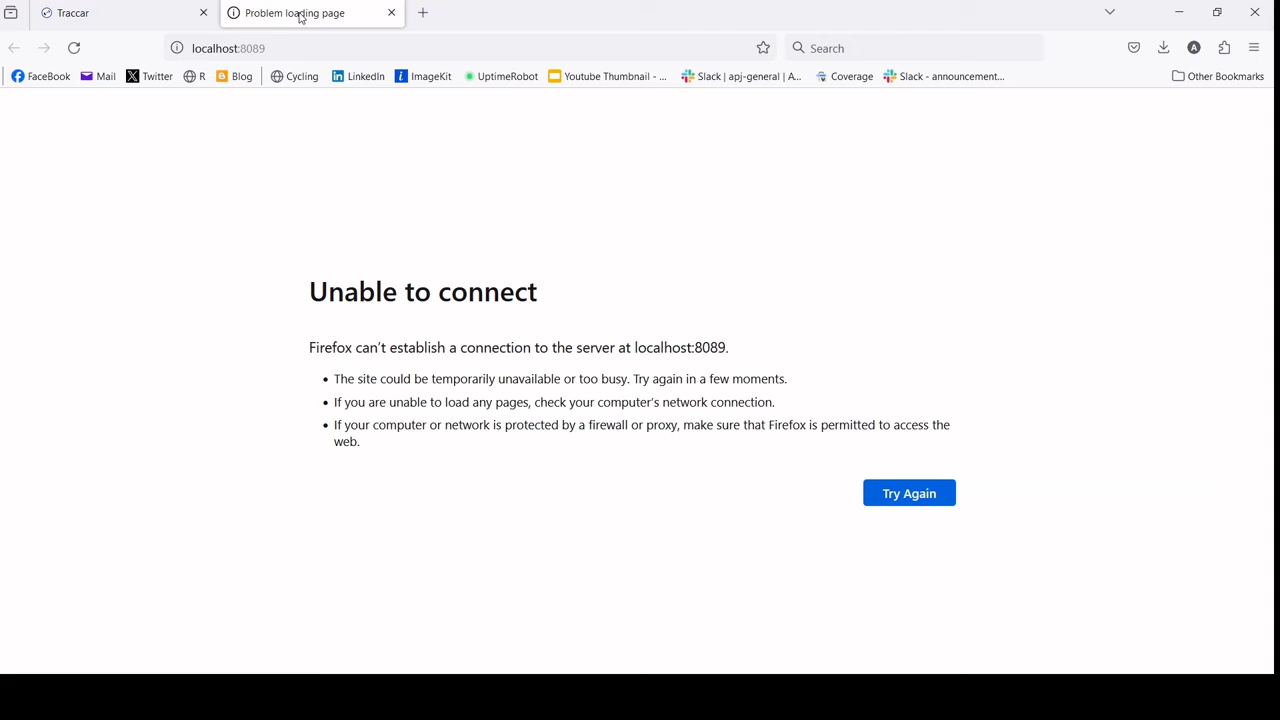 Traccar
Problem loading page
localhost:8089
Search
FaceBook
Mail
Twitter
R
Blog
Cycling
LinkedIn
ImageKit
UptimeRobot
Youtube Thumbnail - ...
Slack | apj-general | A...
Coverage
Slack - announcement...
Other Bookmarks
Unable to connect
Firefox can’t establish a connection to the server at localhost:8089.
The site could be temporarily unavailable or too busy. Try again in a few moments.
If you are unable to load any pages, check your computer’s network connection.
If your computer or network is protected by a firewall or proxy, make sure that Firefox is permitted to access the
web.
Try Again